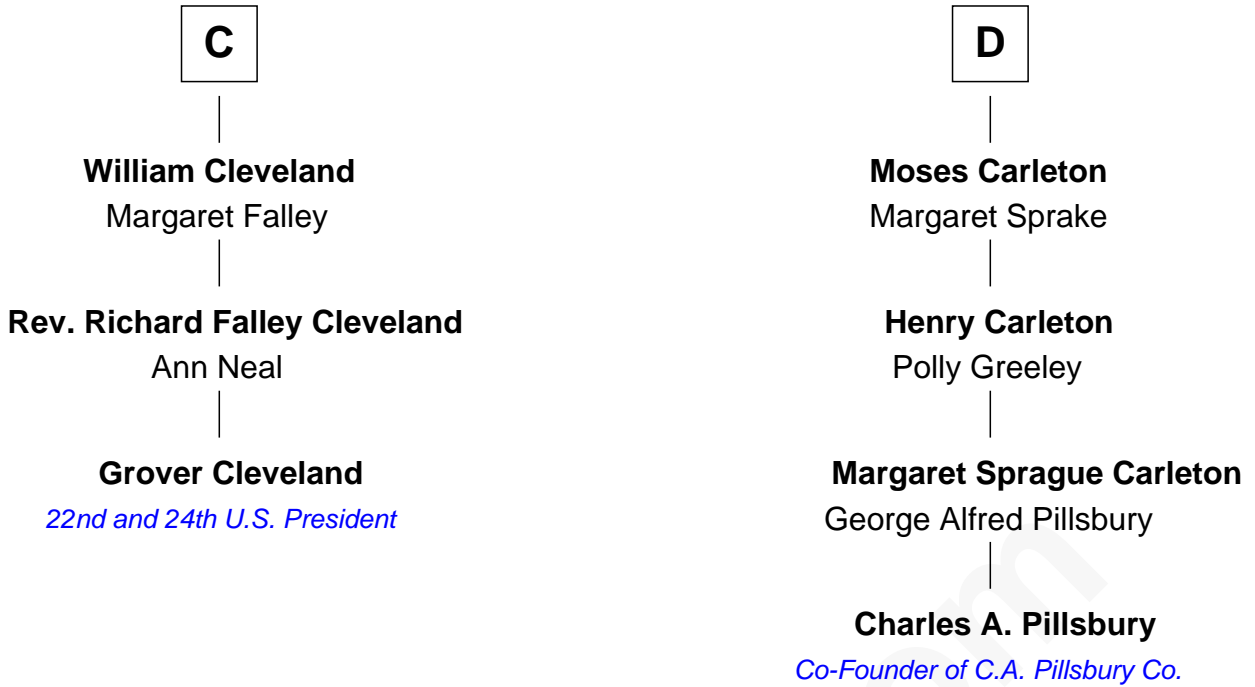 C
William Cleveland
Margaret Falley
Rev. Richard Falley Cleveland
Ann Neal
Grover Cleveland
22nd and 24th U.S. President
D
Moses Carleton
Margaret Sprake
Henry Carleton
Polly Greeley
Margaret Sprague Carleton
George Alfred Pillsbury
Charles A. Pillsbury
Co-Founder of C.A. Pillsbury Co.